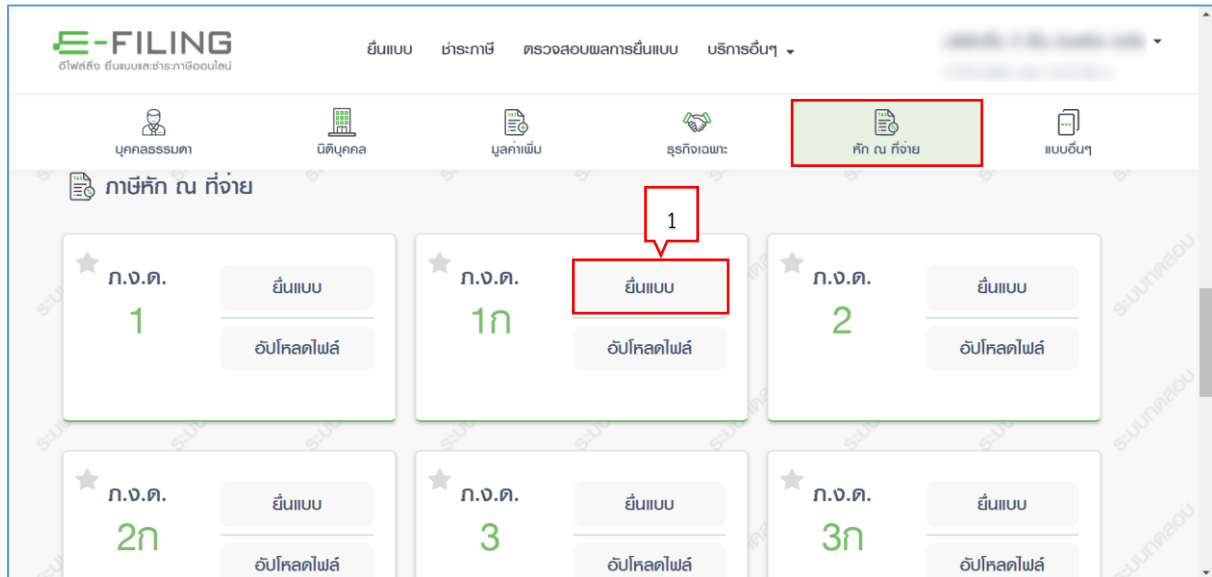 E-FILING
อีไฟล์ลิ่ง ยื่นแบบและชำระภาษีออนไลน์
ยื่นแบบ ชำระภาษี ตรวจสอบผลการยื่นแบบ บริการอื่นๆ
บุคคลธรรมดา นิติบุคคล มูลค่าเพิ่ม ธุรกิจเฉพาะ หัก ณ ที่จ่าย แบบอื่นๆ
ภาษีหัก ณ ที่จ่าย
1
ภ.ง.ด.
1
ยื่นแบบ
อัปโหลดไฟล์
ภ.ง.ด.
1ก
ยื่นแบบ
อัปโหลดไฟล์
ภ.ง.ด.
2
ยื่นแบบ
อัปโหลดไฟล์
ภ.ง.ด.
2ก
ยื่นแบบ
อัปโหลดไฟล์
ภ.ง.ด.
3
ยื่นแบบ
อัปโหลดไฟล์
ภ.ง.ด.
3ก
ยื่นแบบ
อัปโหลดไฟล์
ระบบทดสอบ